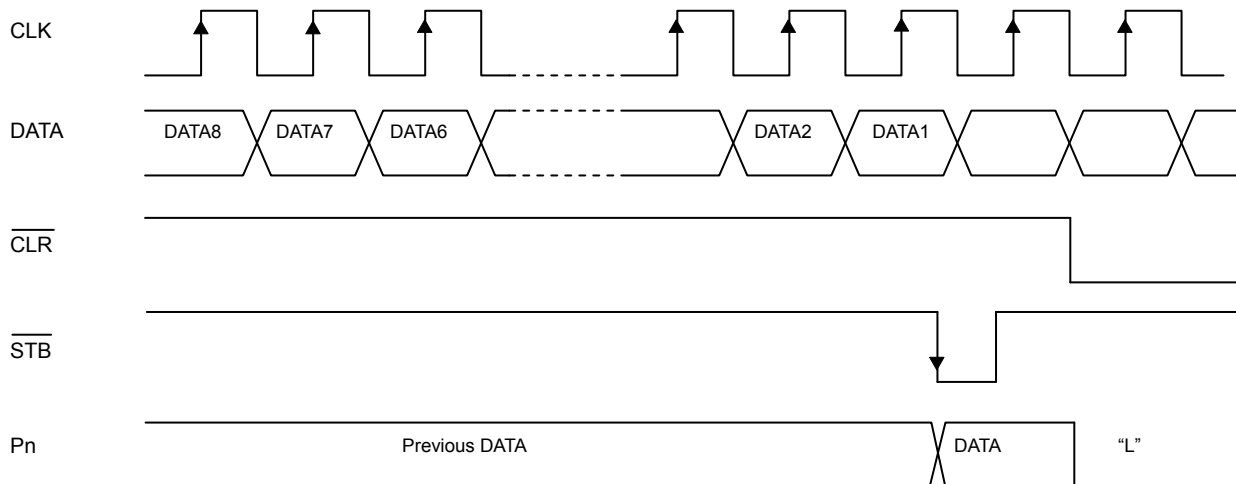 CLK
DATA
DATA8 DATA7 DATA6 DATA2 DATA1
CLR
STB
Pn
Previous DATA DATA “L”